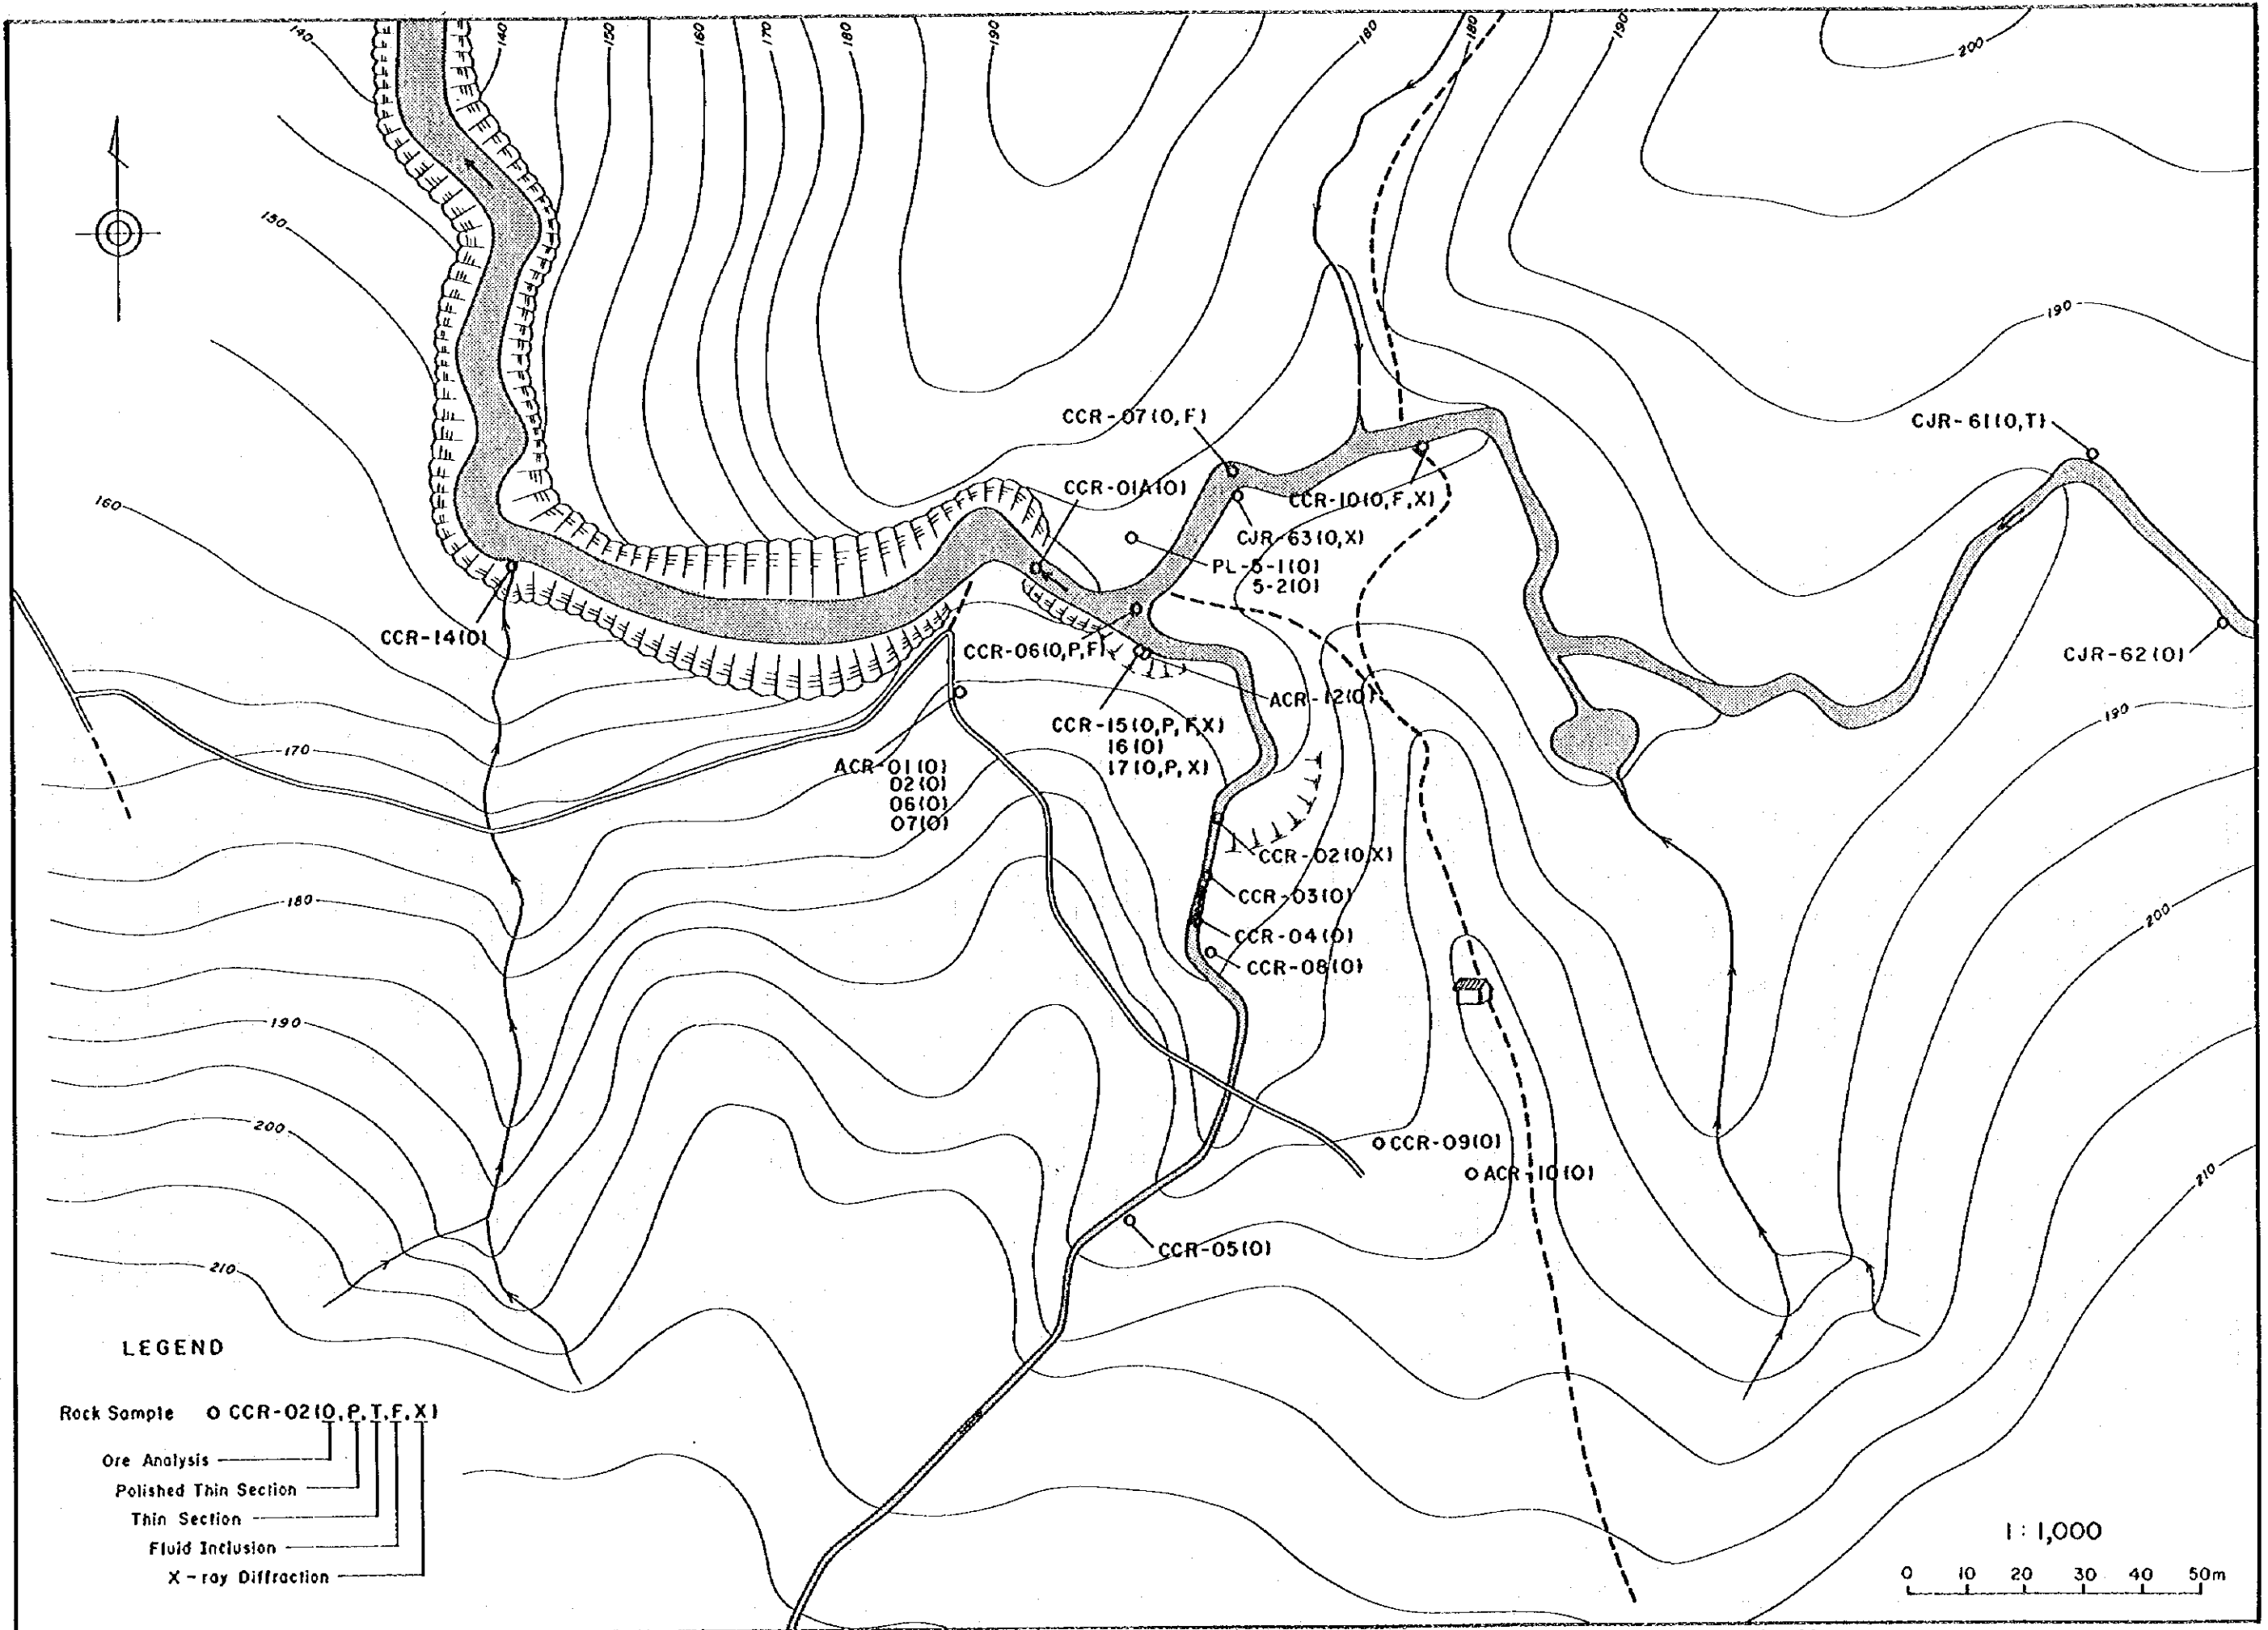 140
140
150
160
170
180
190
180
180
190
200
150
190
CCR-07(O,F)
CJR-61(O,T)
CCR-01A(O)
CCR-10(O,F,X)
160
CJR-63(O,X)
PL-5-1(O)
5-2(O)
CCR-14(O)
CCR-06(O,P,F)
CJR-62(O)
ACR-12(O)
190
CCR-15(O,P,F,X)
16(O)
17(O,P,X)
170
ACR-01(O)
02(O)
06(O)
07(O)
CCR-02(O,X)
CCR-03(O)
180
200
CCR-04(O)
CCR-08(O)
190
200
CCR-09(O)
ACR-10(O)
210
CCR-05(O)
210
LEGEND
Rock Sample O CCR-02(O,P,T,F,X)
Ore Analysis
Polished Thin Section
Thin Section
Fluid Inclusion
X-ray Diffraction
1 : 1,000
0 10 20 30 40 50m